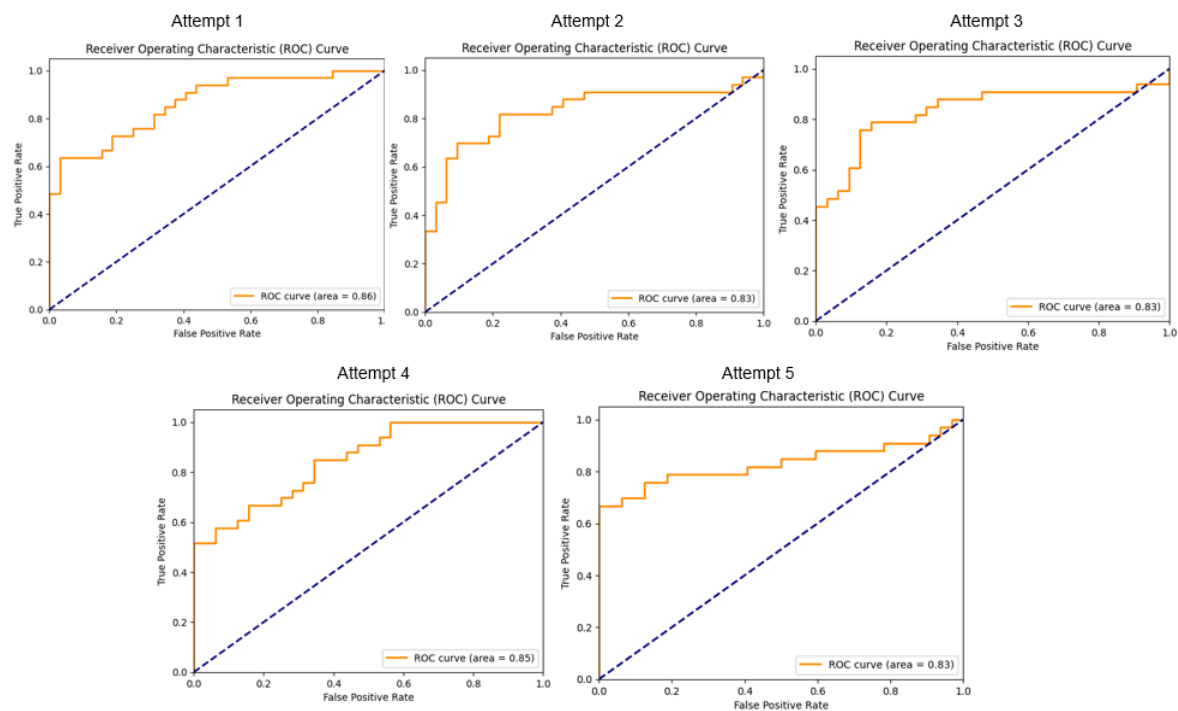 Attempt 1
Attempt 2
Attempt 3
Receiver Operating Characteristic (ROC) Curve
Receiver Operating Characteristic (ROC) Curve
Receiver Operating Characteristic (ROC) Curve
True Positive Rate
1.0
0.8
0.6
0.4
0.2
0.0
ROC curve (area = 0.86)
0.0 0.2 0.4 0.6 0.8 1.
False Positive Rate
True Positive Rate
1.0
0.8
0.6
0.4
0.2
0.0
ROC curve (area = 0.83)
0.0 0.2 0.4 0.6 0.8 1.0
False Positive Rate
True Positive Rate
1.0
0.8
0.6
0.4
0.2
0.0
ROC curve (area = 0.83)
0.0 0.2 0.4 0.6 0.8 1.0
False Positive Rate
Attempt 4
Attempt 5
Receiver Operating Characteristic (ROC) Curve
Receiver Operating Characteristic (ROC) Curve
True Positive Rate
1.0
0.8
0.6
0.4
0.2
0.0
ROC curve (area = 0.85)
0.0 0.2 0.4 0.6 0.8 1.0
False Positive Rate
True Positive Rate
1.0
0.8
0.6
0.4
0.2
0.0
ROC curve (area = 0.83)
0.0 0.2 0.4 0.6 0.8 1.0
False Positive Rate